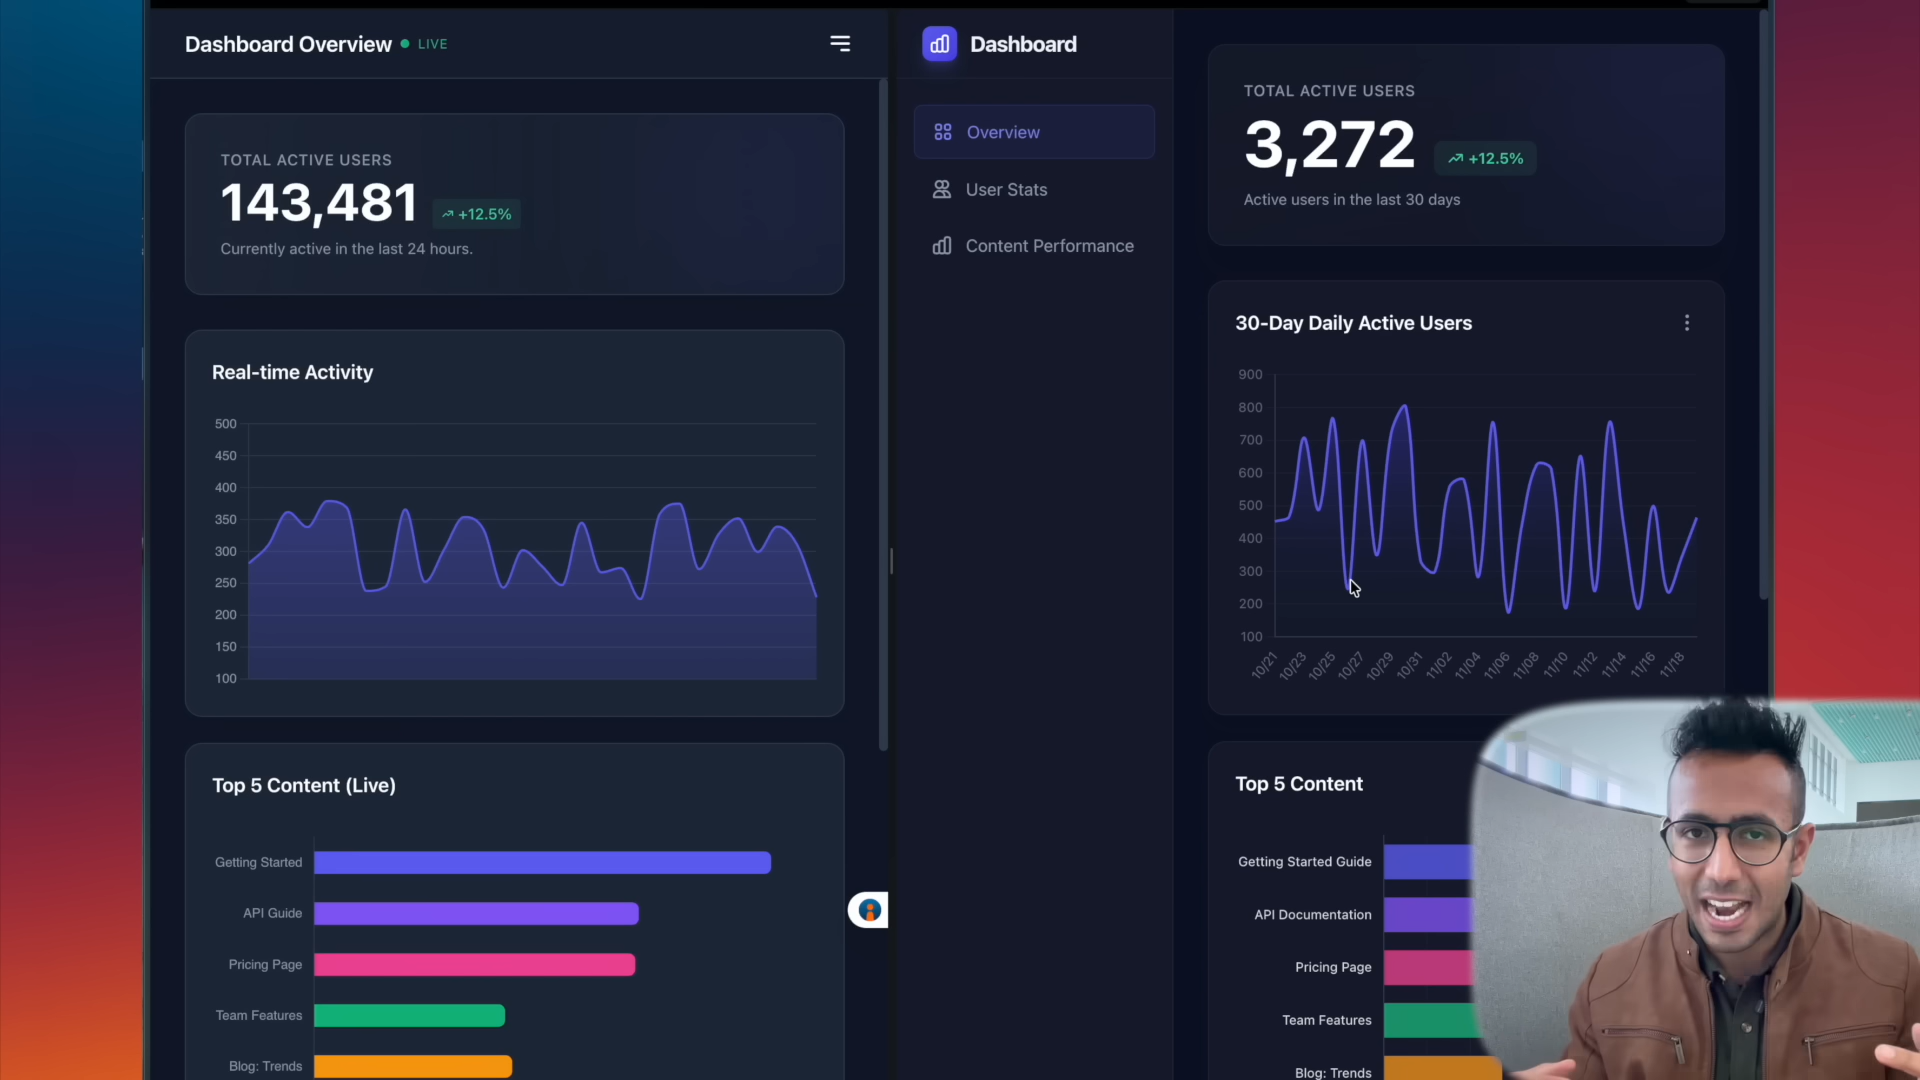 Dashboard Overview LIVE
TOTAL ACTIVE USERS
143,481 +12.5%
Currently active in the last 24 hours.
Real-time Activity
500
450
400
350
300
250
200
150
100
Top 5 Content (Live)
Getting Started
API Guide
Pricing Page
Team Features
Blog: Trends
Dashboard
Overview
User Stats
Content Performance
TOTAL ACTIVE USERS
3,272 +12.5%
Active users in the last 30 days
30-Day Daily Active Users
900
800
700
600
500
400
300
200
100
10/21 10/23 10/25 10/27 10/29 10/31 11/02 11/04 11/06 11/08 11/10 11/12 11/14 11/16 11/18
Top 5 Content
Getting Started Guide
API Documentation
Pricing Page
Team Features
Blog: Trends